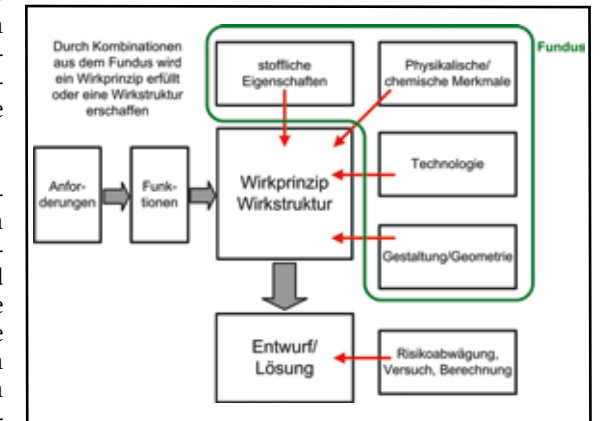 Durch Kombinationen
aus dem Fundus wird
ein Wirkprinzip erfüllt
oder eine Wirkstruktur
erschaffen
stoffliche
Eigenschaften
Physikalische/
chemische Merkmale
Fundus
Anfor-
derungen
Funk-
tionen
Wirkprinzip
Wirkstruktur
Technologie
Gestaltung/Geometrie
Entwurf/
Lösung
Risikoabwägung,
Versuch, Berechnung